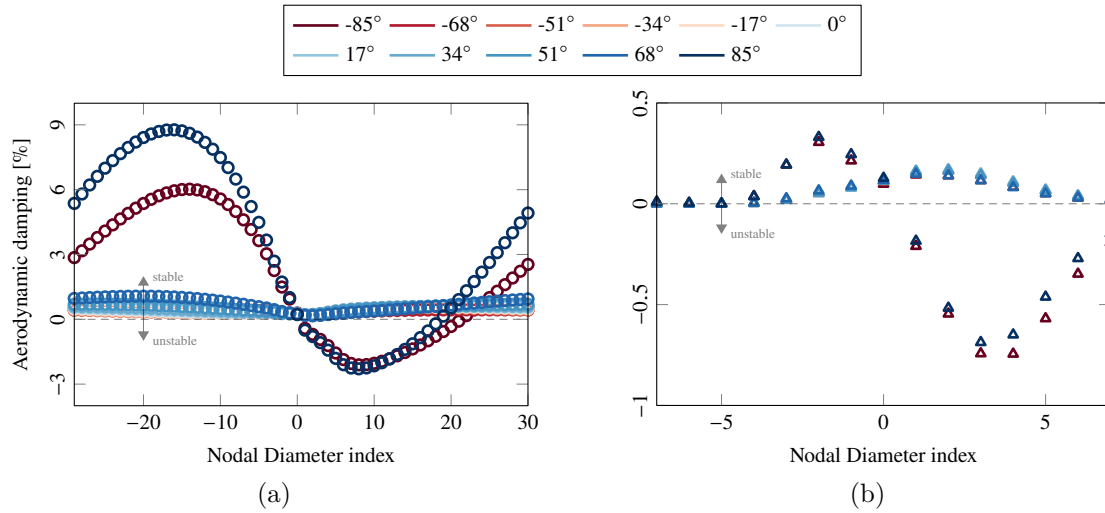 -85° -68° -51° -34° -17° 0°
17° 34° 51° 68° 85°
Aerodynamic damping [%]
9
6
3
0
−3
stable
unstable
−20 −10 0 10 20 30
Nodal Diameter index
(a)
0.5
0
−0.5
−1
stable
unstable
−5 0 5
Nodal Diameter index
(b)